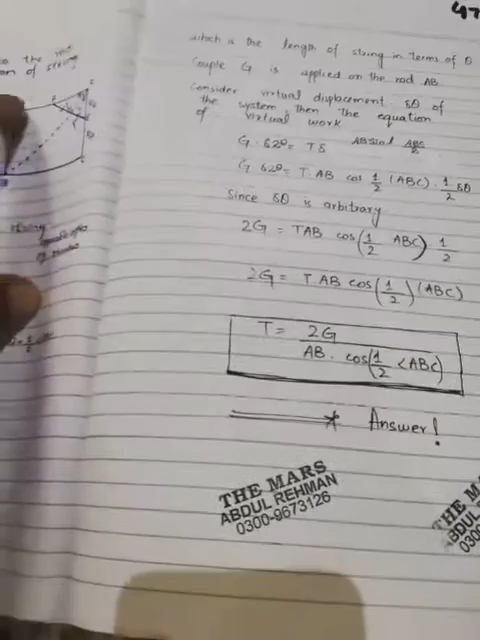 47
which is the length of string in terms of θ
Couple G is applied on the rod AB
Consider virtual displacement δθ of
the system, then the equation
of virtual work
G · δ2θ = Tδ
G δ2θ = T · AB cos 1/2 (ABC) · 1/2 δθ
Since δθ is arbitrary
2G = TAB cos(1/2 ABC) · 1/2
2G = T AB cos(1/2)(ABC)
T = 2G / AB · cos(1/2 <ABC)
Answer!
THE MARS
ABDUL REHMAN
0300-9673126